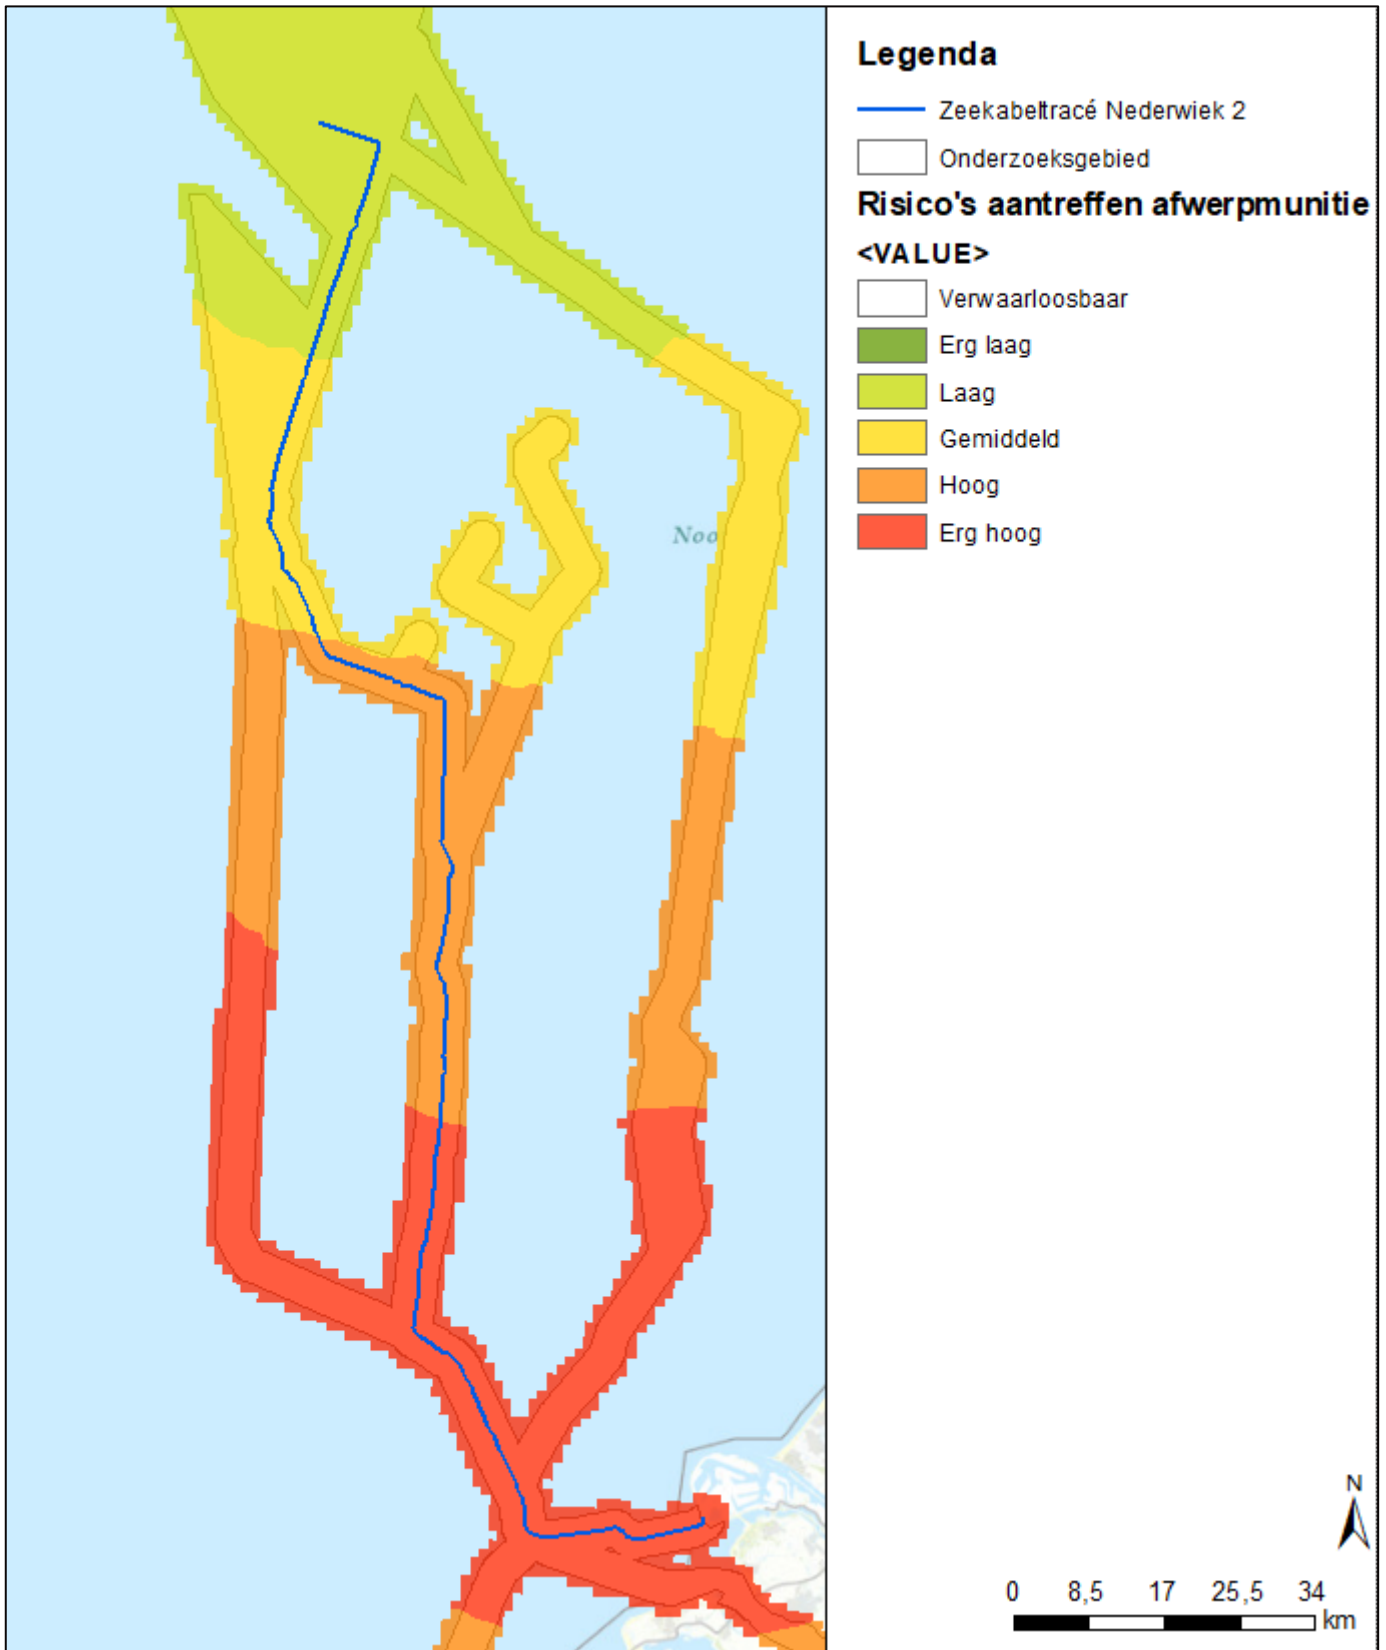 Legenda
Zeekabeltracé Nederwiek 2
Onderzoeksgebied
Risico's aantreffen afwerpmunitie
<VALUE>
Verwaarloosbaar
Erg laag
Laag
Gemiddeld
Hoog
Erg hoog
Noo
N
0 8,5 17 25,5 34
km